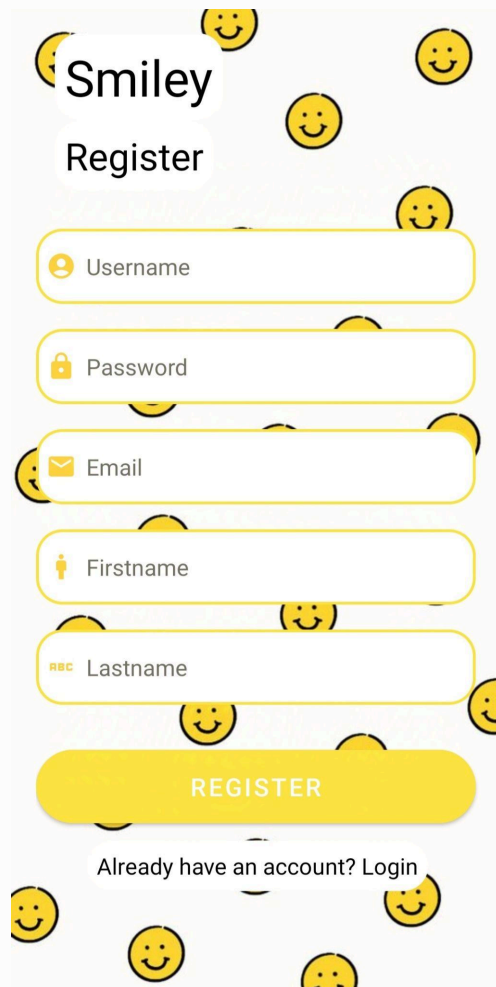 Smiley
Register
Username
Password
Email
Firstname
ABC Lastname
REGISTER
Already have an account? Login